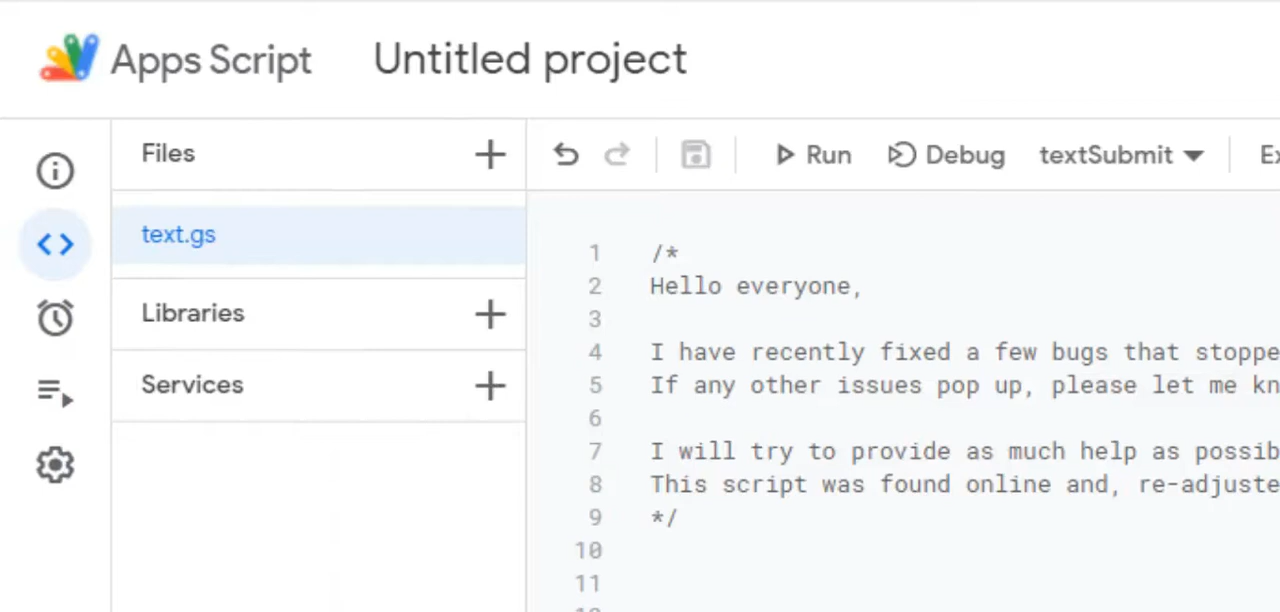 Apps Script Untitled project
Files
Run Debug textSubmit
text.gs
Libraries
Services
1 /*
2 Hello everyone,
3
4 I have recently fixed a few bugs that
5 If any other issues pop up, please let me
6
7 I will try to provide as much help as
8 This script was found online and,
9 */
10
11